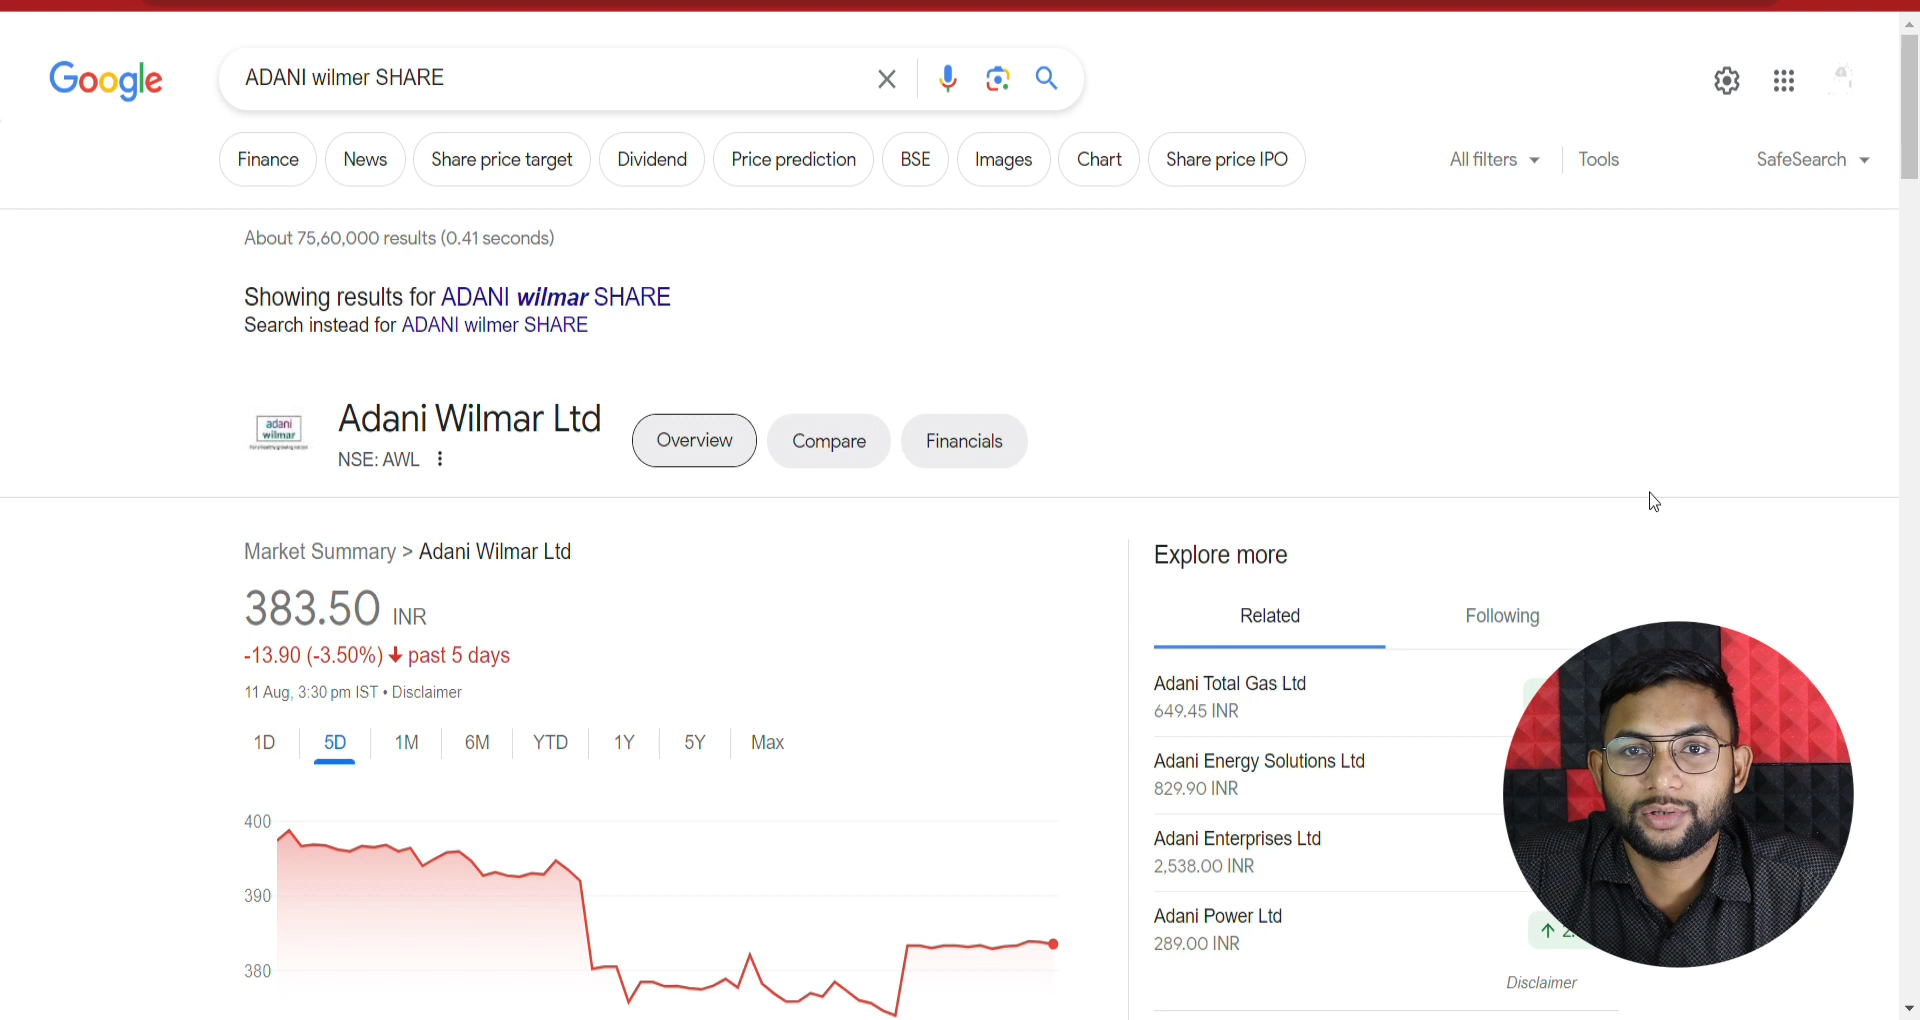 Google
ADANI wilmer SHARE
Finance
News
Share price target
Dividend
Price prediction
BSE
Images
Chart
Share price IPO
All filters
Tools
SafeSearch
About 75,60,000 results (0.41 seconds)
Showing results for ADANI wilmar SHARE
Search instead for ADANI wilmer SHARE
adani
wilmar
Adani Wilmar Ltd
NSE: AWL
Overview
Compare
Financials
Market Summary > Adani Wilmar Ltd
383.50 INR
-13.90 (-3.50%) past 5 days
11 Aug, 3:30 pm IST • Disclaimer
1D
5D
1M
6M
YTD
1Y
5Y
Max
400
390
380
Explore more
Related
Following
Adani Total Gas Ltd
649.45 INR
Adani Energy Solutions Ltd
829.90 INR
Adani Enterprises Ltd
2,538.00 INR
Adani Power Ltd
289.00 INR
Disclaimer